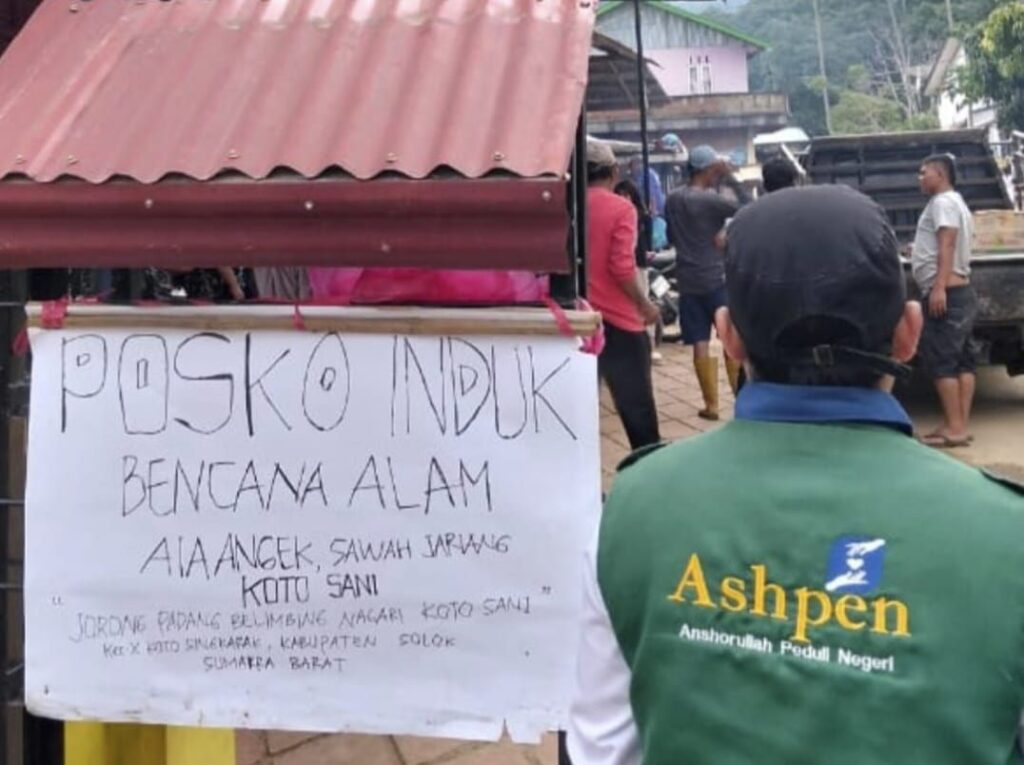 POSKO INDUK
BENCANA ALAM
AIA ANGEK, SAWAH JARIANG
KOTO SANI
"JORONG PADANG BELIMBING NAGARI KOTO SANI"
KEC X KOTO SINGKARAK, KABUPATEN SOLOK
SUMATRA BARAT
Ashpen
Anshorullah Peduli Negeri